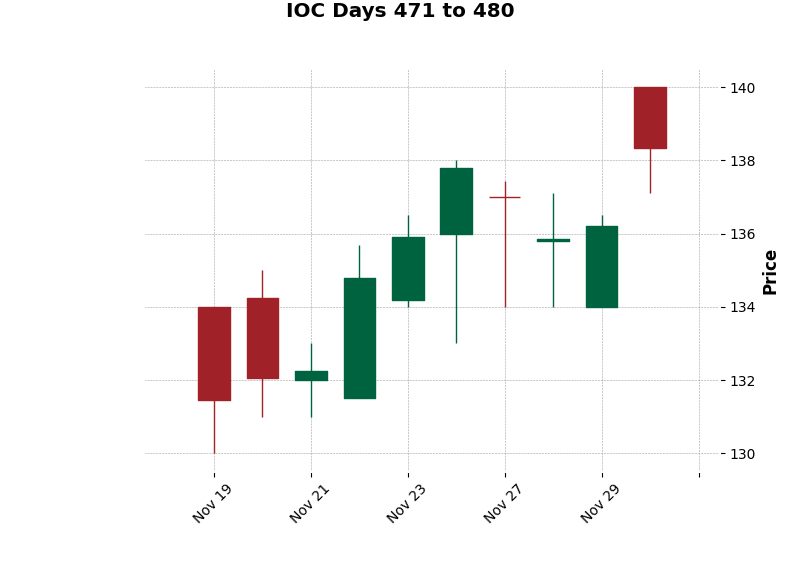 IOC Days 471 to 480
140
138
136
134
132
130
Price
Nov 19
Nov 21
Nov 23
Nov 27
Nov 29